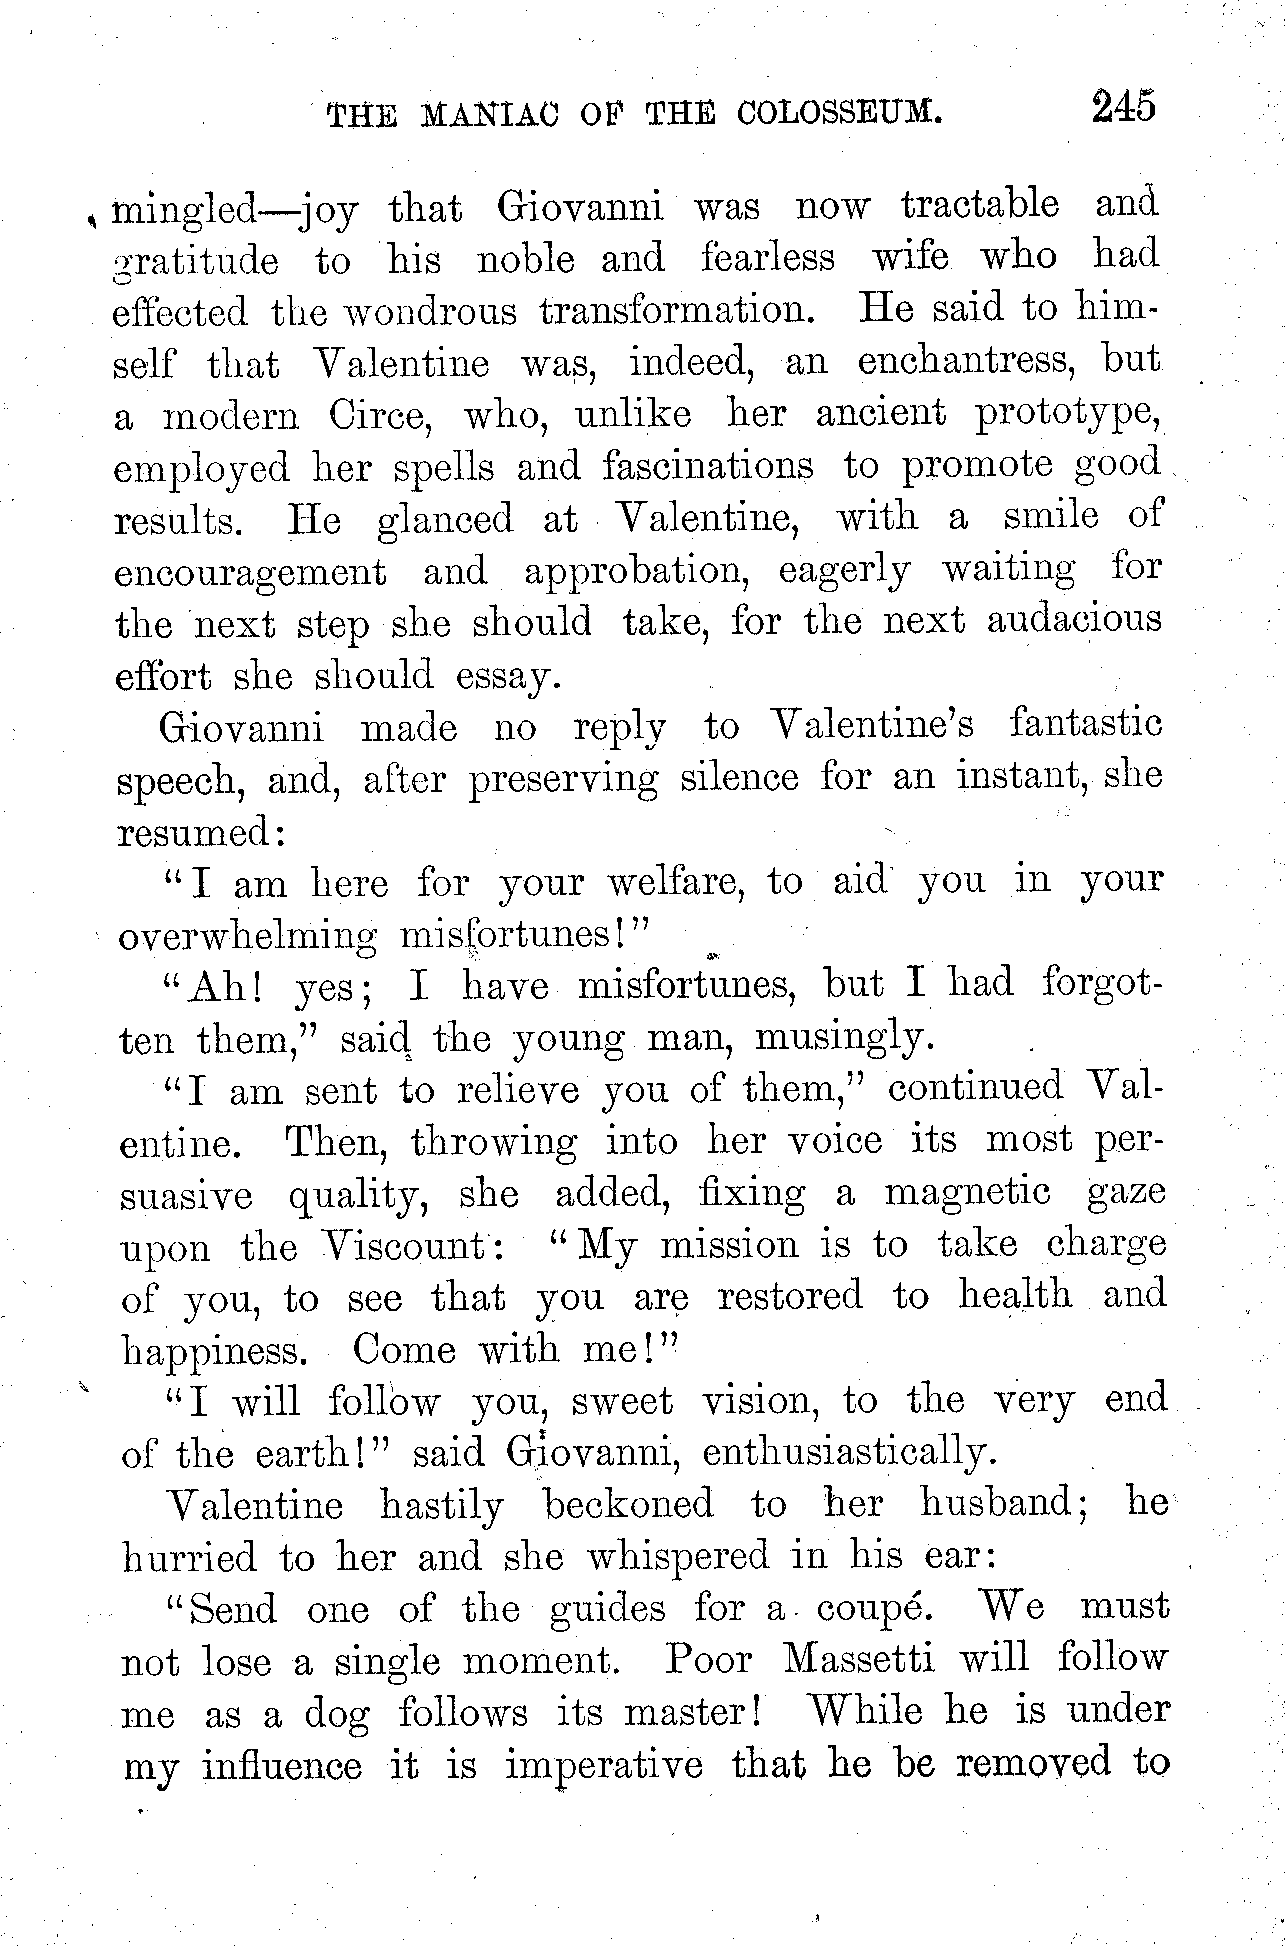 THE MANIAC OF THE COLOSSEUM. 245
mingled—joy that Giovanni was now tractable and
gratitude to his noble and fearless wife who had
effected the wondrous transformation. He said to him-
self that Valentine was, indeed, an enchantress, but
a modern Circe, who, unlike her ancient prototype,
employed her spells and fascinations to promote good
results. He glanced at Valentine, with a smile of
encouragement and approbation, eagerly waiting for
the next step she should take, for the next audacious
effort she should essay.
Giovanni made no reply to Valentine's fantastic
speech, and, after preserving silence for an instant, she
resumed:
"I am here for your welfare, to aid you in your
overwhelming misfortunes!"
"Ah! yes; I have misfortunes, but I had forgot-
ten them," said the young man, musingly.
"I am sent to relieve you of them," continued Val-
entine. Then, throwing into her voice its most per-
suasive quality, she added, fixing a magnetic gaze
upon the Viscount: "My mission is to take charge
of you, to see that you are restored to health and
happiness. Come with me!"
"I will follow you, sweet vision, to the very end
of the earth!" said Giovanni, enthusiastically.
Valentine hastily beckoned to her husband; he
hurried to her and she whispered in his ear:
"Send one of the guides for a coupé. We must
not lose a single moment. Poor Massetti will follow
me as a dog follows its master! While he is under
my influence it is imperative that he be removed to